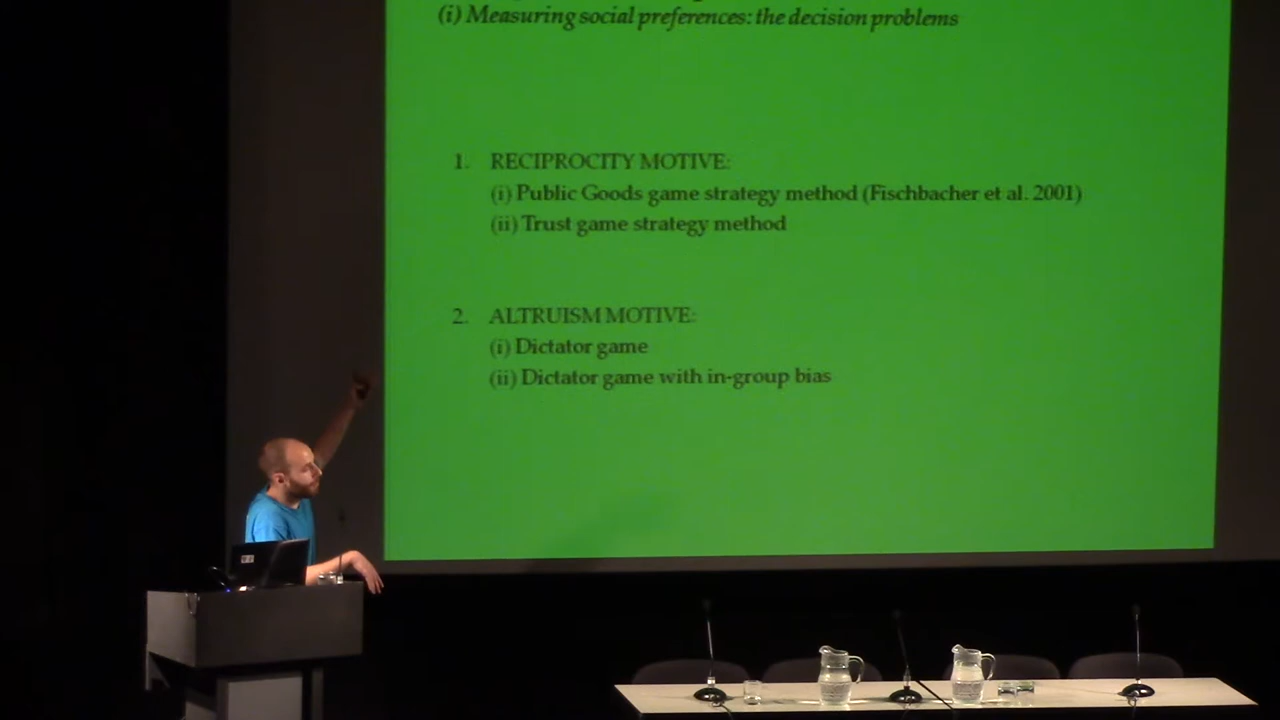 (i) Measuring social preferences: the decision problems
1. RECIPROCITY MOTIVE:
(i) Public Goods game strategy method (Fischbacher et al. 2001)
(ii) Trust game strategy method
2. ALTRUISM MOTIVE:
(i) Dictator game
(ii) Dictator game with in-group bias